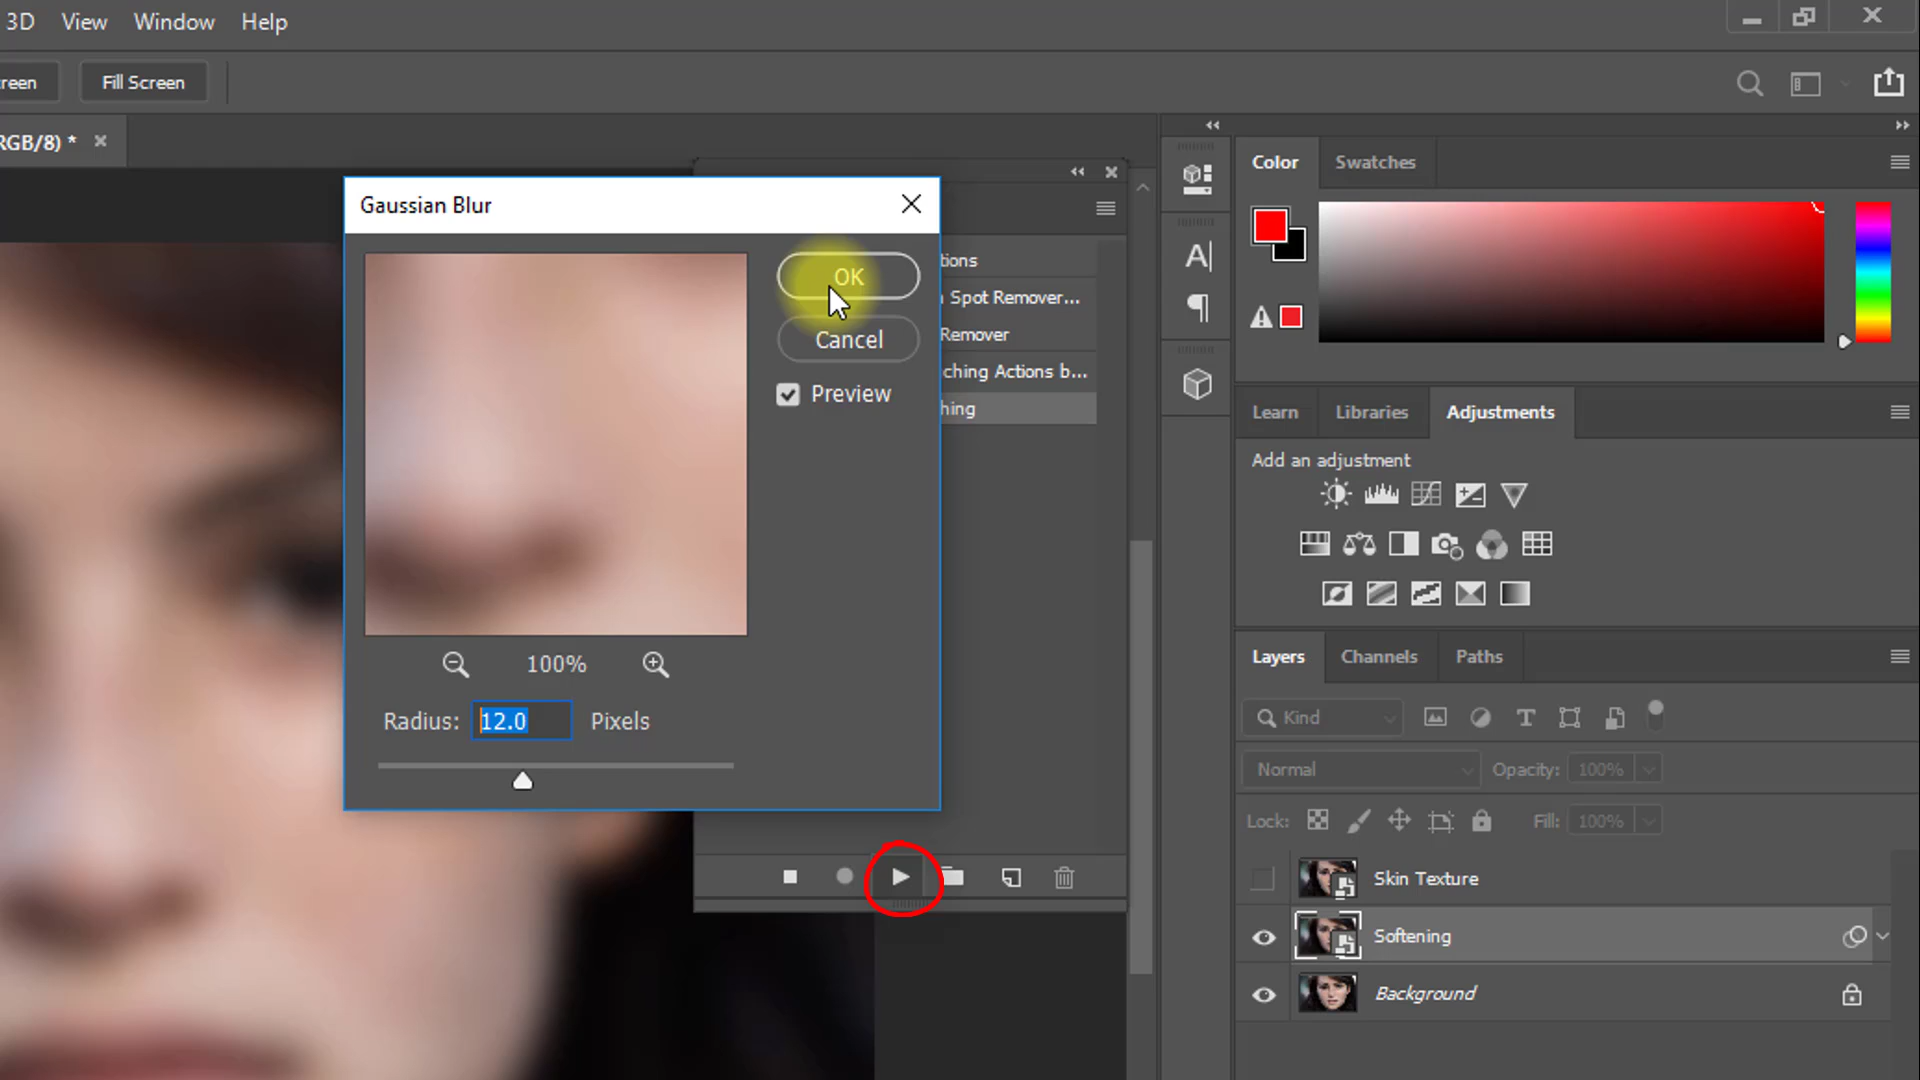 3D View Window Help
reen Fill Screen
RGB/8) *
Gaussian Blur
OK
Cancel
Preview
100%
Radius: 12.0 Pixels
tions
Spot Remover...
Remover
ching Actions b...
hing
A
Color Swatches
Learn Libraries Adjustments
Add an adjustment
Layers Channels Paths
Kind
Normal Opacity: 100%
Lock: Fill: 100%
Skin Texture
Softening
Background